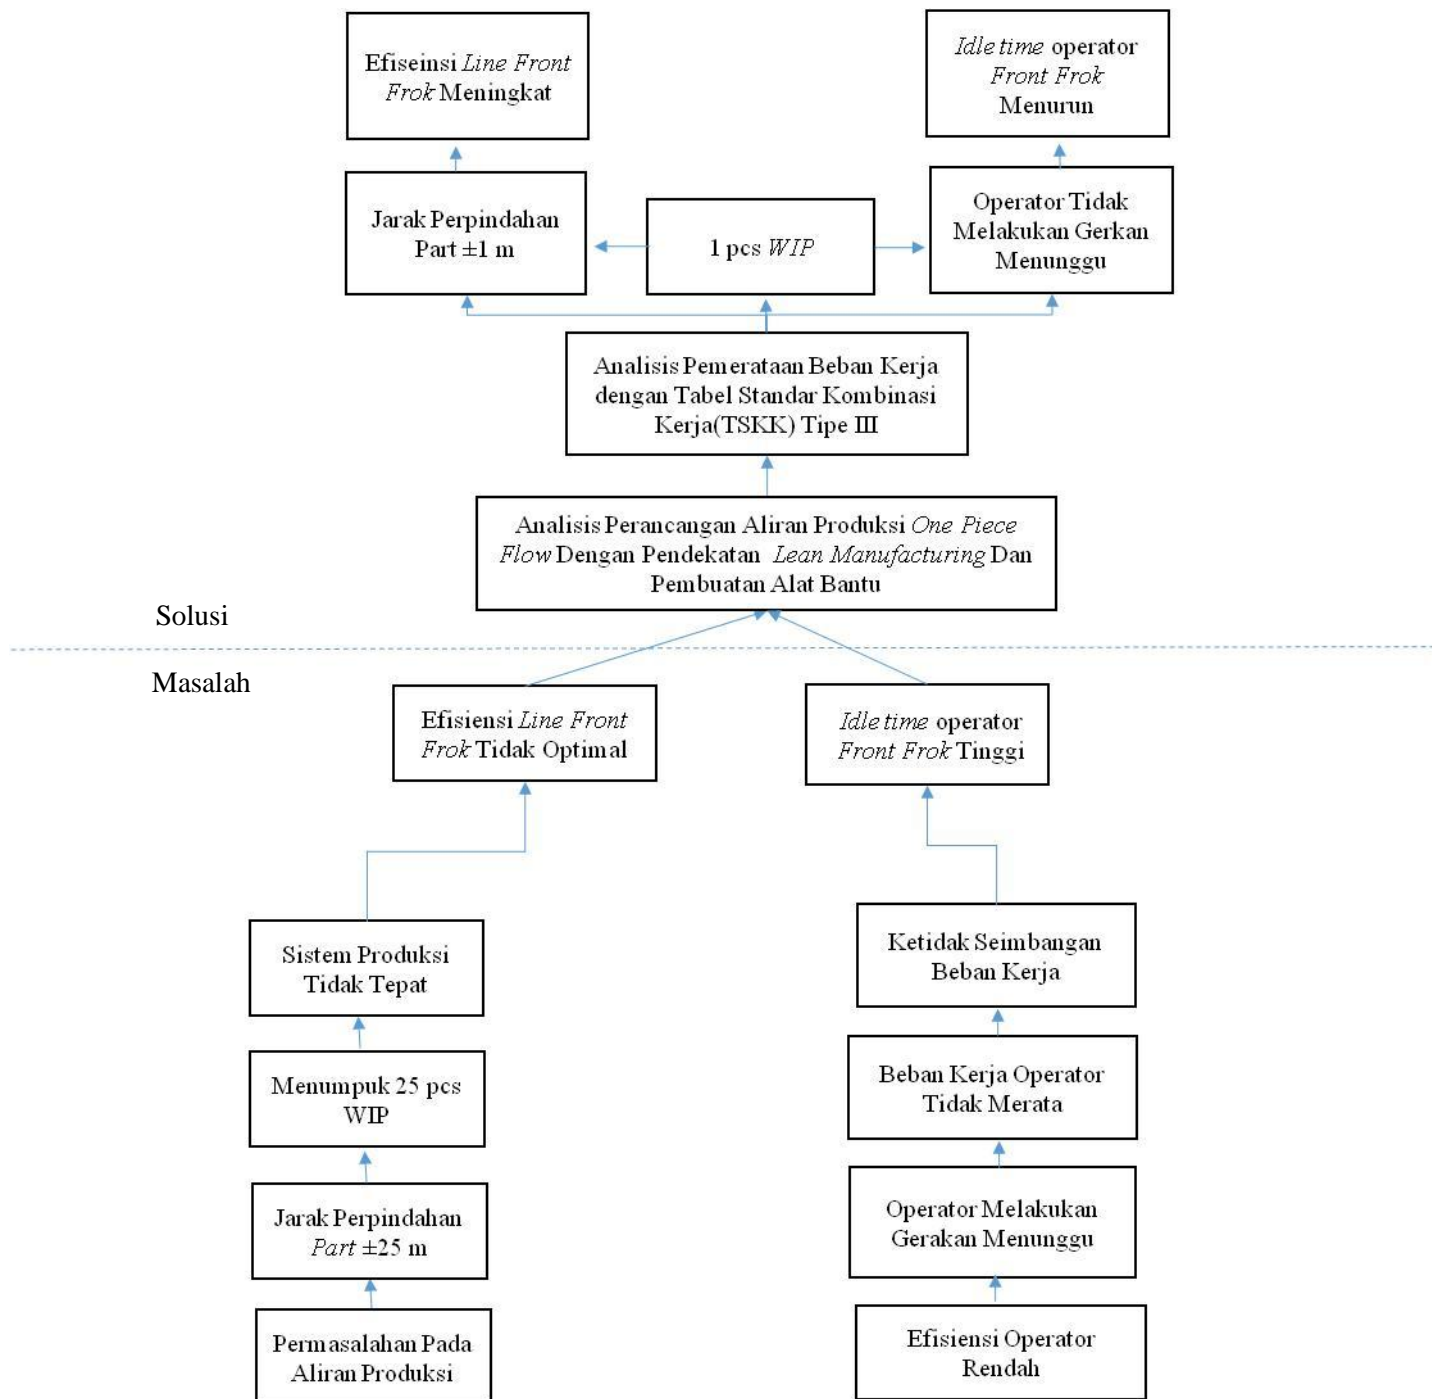 Efiseinsi Line Front
Frok Meningkat
Idle time operator
Front Frok
Menurun
Jarak Perpindahan
Part ±1 m
1 pcs WIP
Operator Tidak
Melakukan Gerkan
Menunggu
Analisis Pemerataan Beban Kerja
dengan Tabel Standar Kombinasi
Kerja(TSKK) Tipe III
Analisis Perancangan Aliran Produksi One Piece
Flow Dengan Pendekatan Lean Manufacturing Dan
Pembuatan Alat Bantu
Solusi
Masalah
Efisiensi Line Front
Frok Tidak Optimal
Idle time operator
Front Frok Tinggi
Sistem Produksi
Tidak Tepat
Ketidak Seimbangan
Beban Kerja
Menumpuk 25 pcs
WIP
Beban Kerja Operator
Tidak Merata
Jarak Perpindahan
Part ±25 m
Operator Melakukan
Gerakan Menunggu
Permasalahan Pada
Aliran Produksi
Efisiensi Operator
Rendah